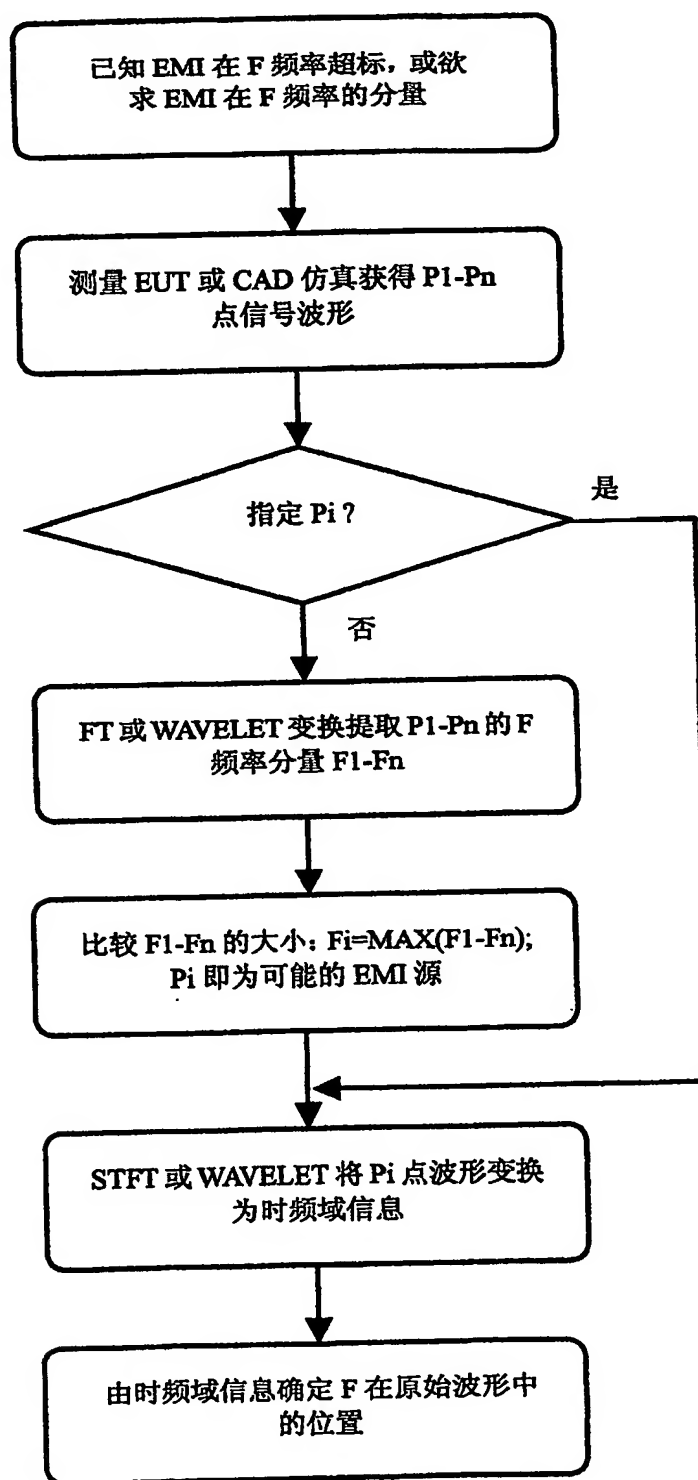 已知 EMI 在 F 频率超标，或欲
求 EMI 在 F 频率的分量
测量 EUT 或 CAD 仿真获得 P1-Pn
点信号波形
指定 Pi？
是
否
FT 或 WAVELET 变换提取 P1-Pn 的 F
频率分量 F1-Fn
比较 F1-Fn 的大小：Fi=MAX(F1-Fn);
Pi 即为可能的 EMI 源
STFT 或 WAVELET 将 Pi 点波形变换
为时频域信息
由时频域信息确定 F 在原始波形中
的位置